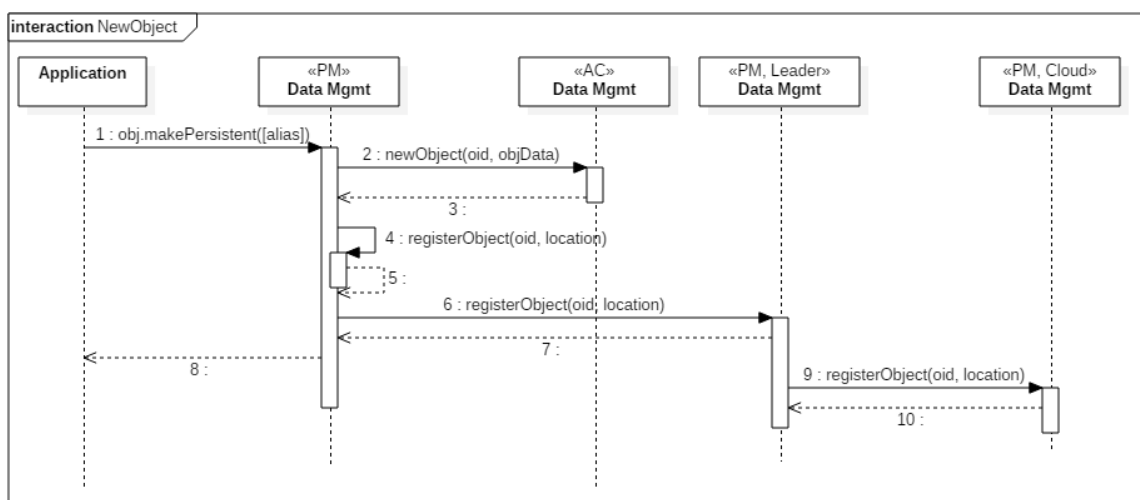 interaction NewObject
Application
«PM»
Data Mgmt
«AC»
Data Mgmt
«PM, Leader»
Data Mgmt
«PM, Cloud»
Data Mgmt
1 : obj.makePersistent([alias])
2 : newObject(oid, objData)
3 :
4 : registerObject(oid, location)
5 :
6 : registerObject(oid, location)
7 :
8 :
9 : registerObject(oid, location)
10 :